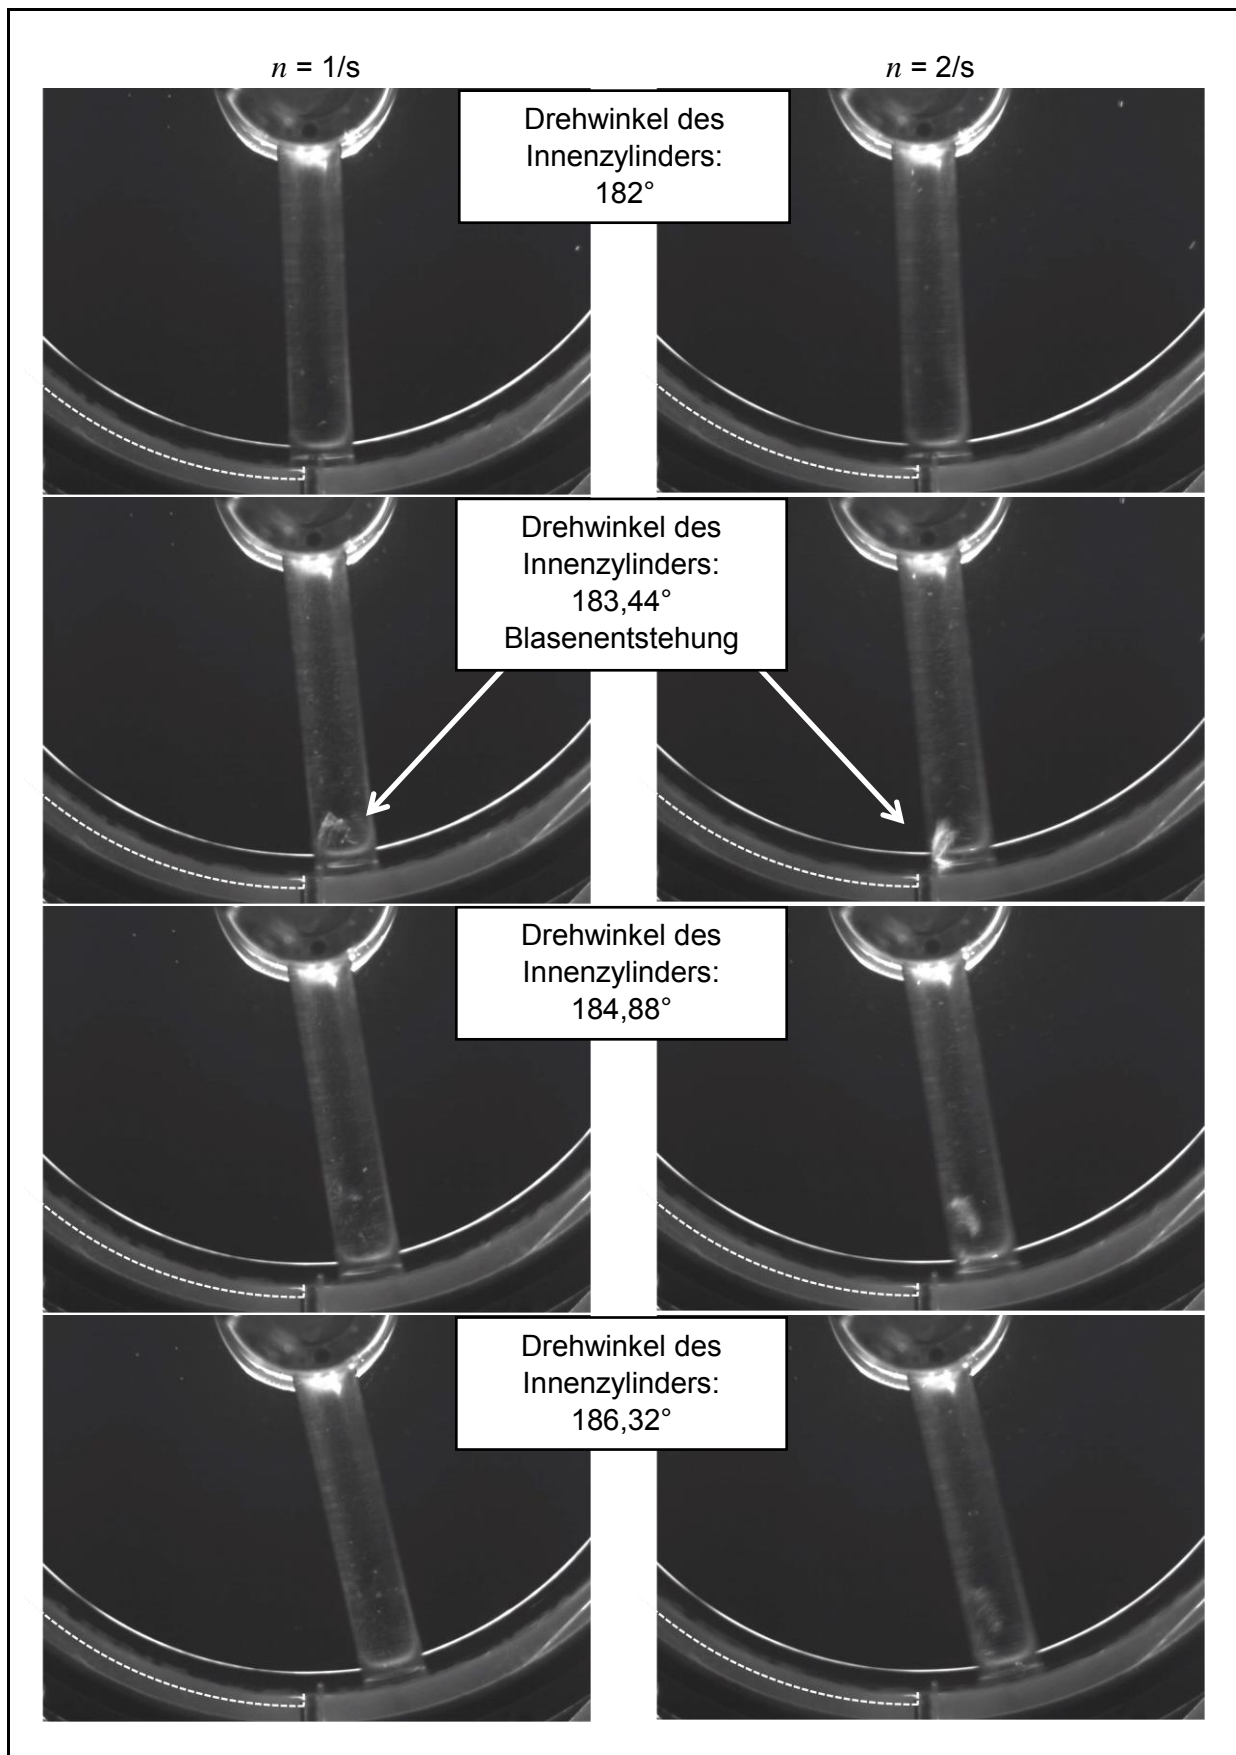 n = 1/s
n = 2/s
Drehwinkel des
Innenzylinders:
182°
Drehwinkel des
Innenzylinders:
183,44°
Blasenentstehung
Drehwinkel des
Innenzylinders:
184,88°
Drehwinkel des
Innenzylinders:
186,32°